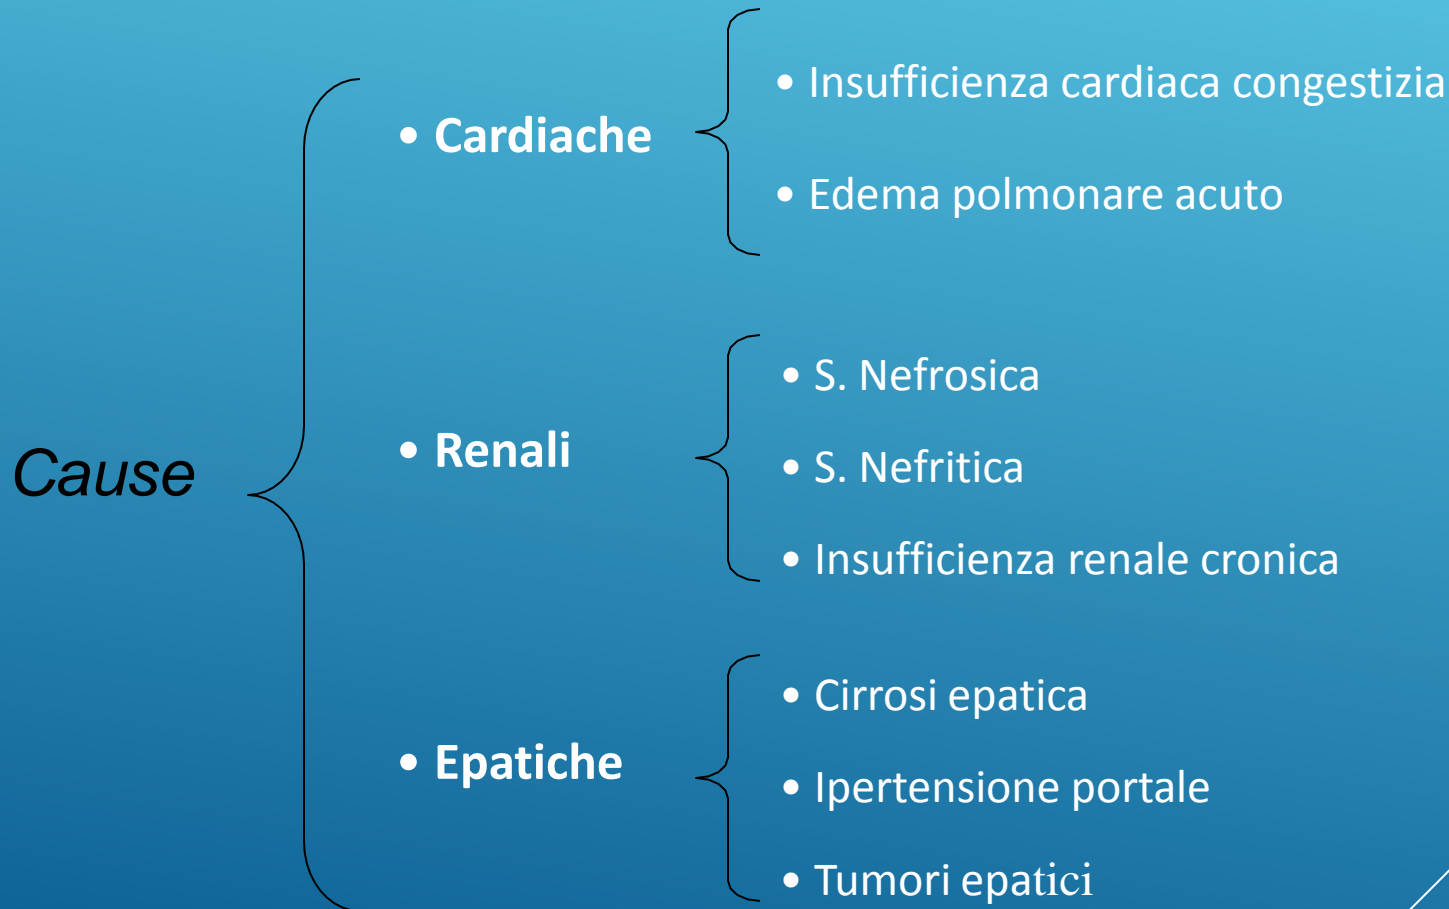 Cause
• Cardiache
• Insufficienza cardiaca congestizia
• Edema polmonare acuto
• Renali
• S. Nefrosica
• S. Nefritica
• Insufficienza renale cronica
• Epatiche
• Cirrosi epatica
• Ipertensione portale
• Tumori epatici